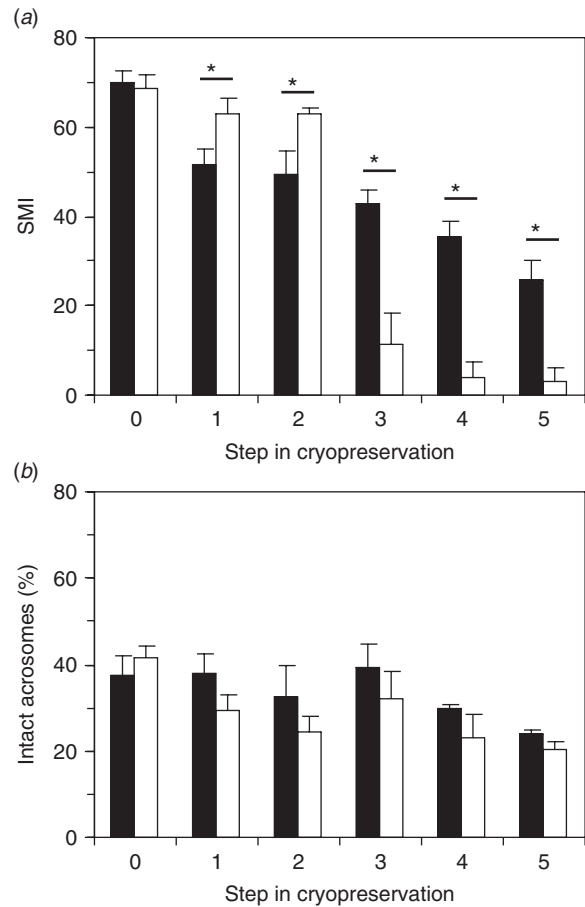 (a)
80
60
40
20
0
SMI
* * * * *
0 1 2 3 4 5
Step in cryopreservation
(b)
80
60
40
20
0
Intact acrosomes (%)
0 1 2 3 4 5
Step in cryopreservation